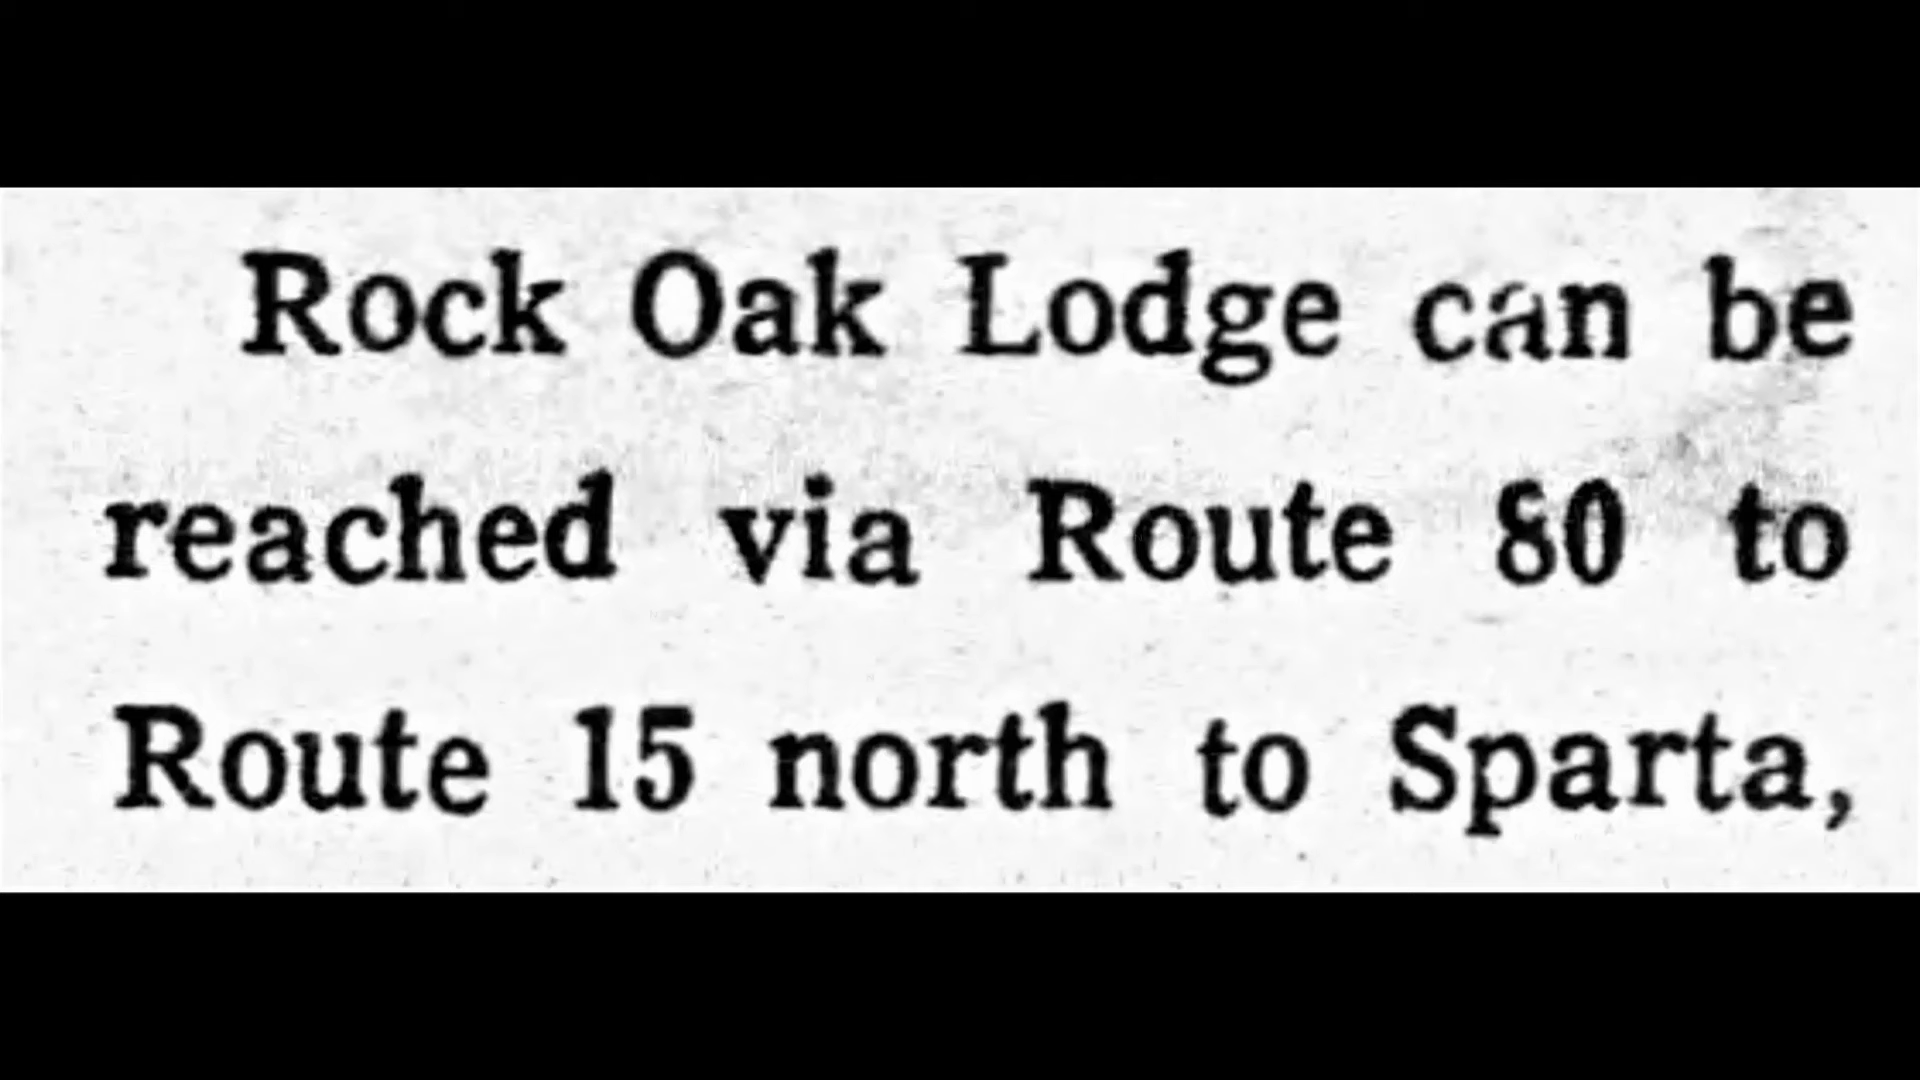 Rock Oak Lodge can be
reached via Route 80 to
Route 15 north to Sparta,